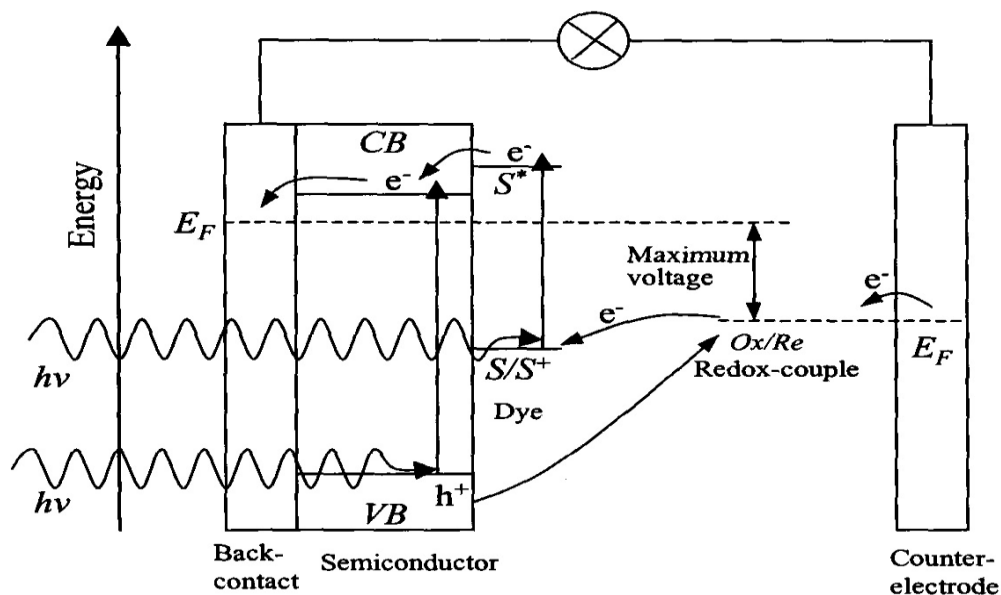 Energy
CB
e⁻
e⁻
S*
E_F
Maximum
voltage
e⁻
e⁻
hν
S/S⁺
Ox/Re
Redox-couple
E_F
Dye
hν
h⁺
VB
Back-
contact
Semiconductor
Counter-
electrode